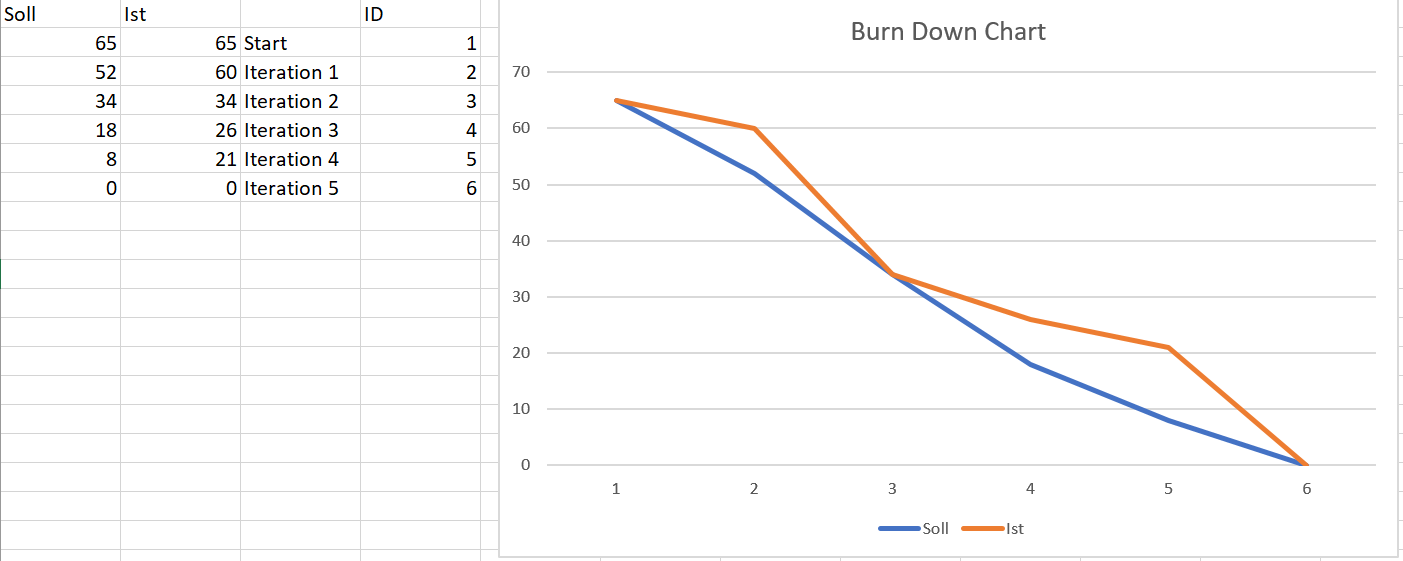 Soll Ist ID
65 65 Start 1
52 60 Iteration 1 2
34 34 Iteration 2 3
18 26 Iteration 3 4
8 21 Iteration 4 5
0 0 Iteration 5 6
Burn Down Chart
70
60
50
40
30
20
10
0
1 2 3 4 5 6
Soll Ist